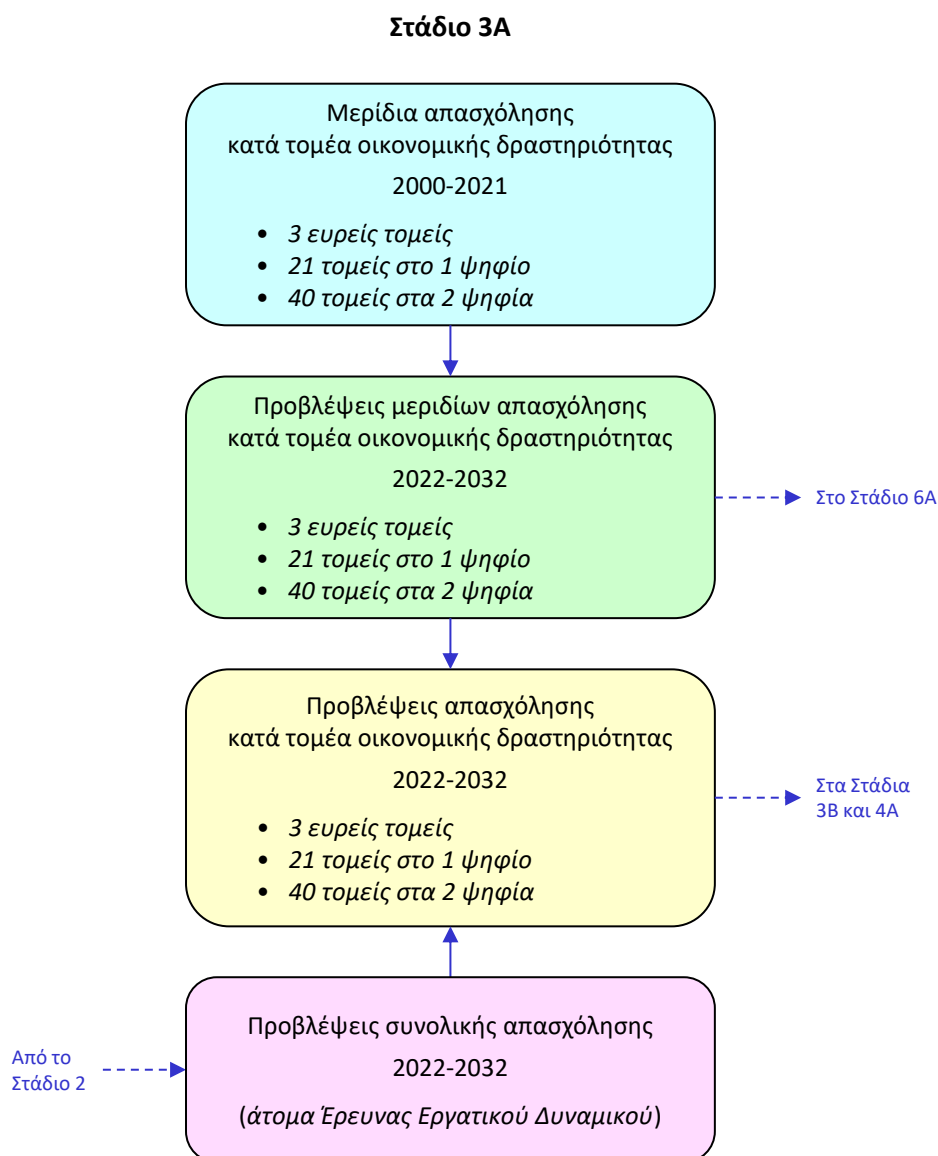 Στάδιο 3Α
Μερίδια απασχόλησης
κατά τομέα οικονομικής δραστηριότητας
2000-2021
• 3 ευρείς τομείς
• 21 τομείς στο 1 ψηφίο
• 40 τομείς στα 2 ψηφία
Προβλέψεις μεριδίων απασχόλησης
κατά τομέα οικονομικής δραστηριότητας
2022-2032
• 3 ευρείς τομείς
• 21 τομείς στο 1 ψηφίο
• 40 τομείς στα 2 ψηφία
Στο Στάδιο 6Α
Προβλέψεις απασχόλησης
κατά τομέα οικονομικής δραστηριότητας
2022-2032
• 3 ευρείς τομείς
• 21 τομείς στο 1 ψηφίο
• 40 τομείς στα 2 ψηφία
Στα Στάδια
3Β και 4Α
Προβλέψεις συνολικής απασχόλησης
2022-2032
(άτομα Έρευνας Εργατικού Δυναμικού)
Από το
Στάδιο 2